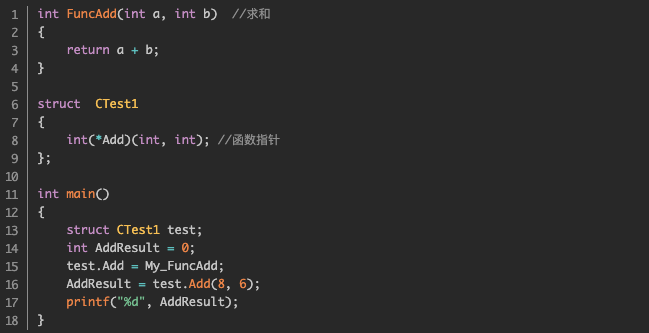 1 int FuncAdd(int a, int b)  //求和
2 {
3     return a + b;
4 }
5
6 struct  CTest1
7 {
8     int(*Add)(int, int); //函数指针
9 };
10
11 int main()
12 {
13     struct CTest1 test;
14     int AddResult = 0;
15     test.Add = My_FuncAdd;
16     AddResult = test.Add(8, 6);
17     printf("%d", AddResult);
18 }